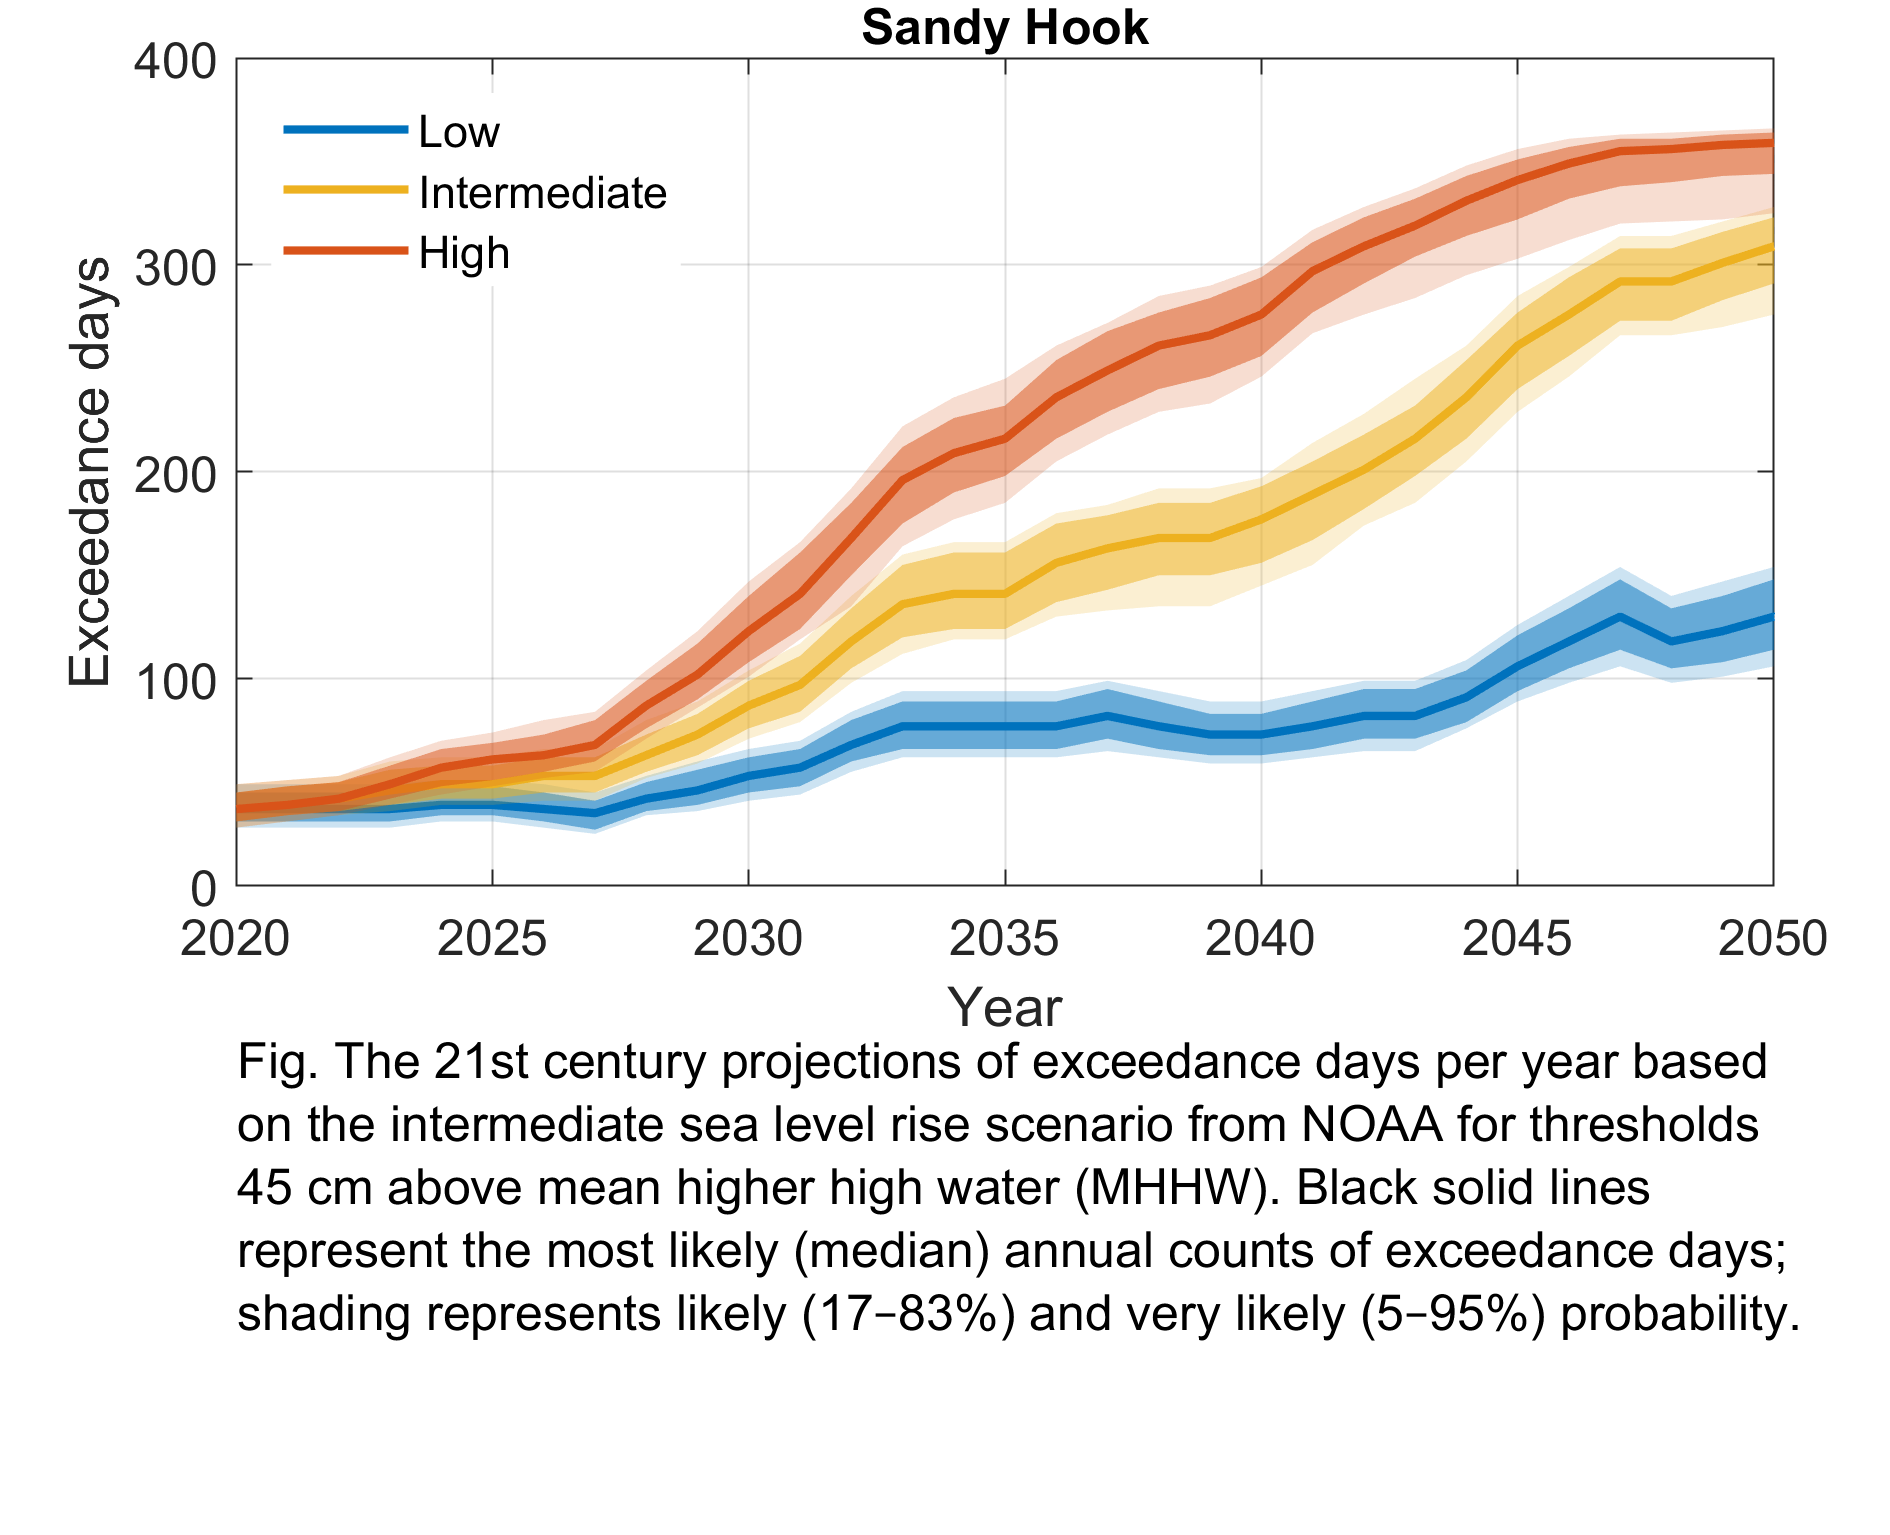 Sandy Hook
400
300
200
100
0
Exceedance days
Low
Intermediate
High
2020 2025 2030 2035 2040 2045 2050
Year
Fig. The 21st century projections of exceedance days per year based
on the intermediate sea level rise scenario from NOAA for thresholds
45 cm above mean higher high water (MHHW). Black solid lines
represent the most likely (median) annual counts of exceedance days;
shading represents likely (17–83%) and very likely (5–95%) probability.